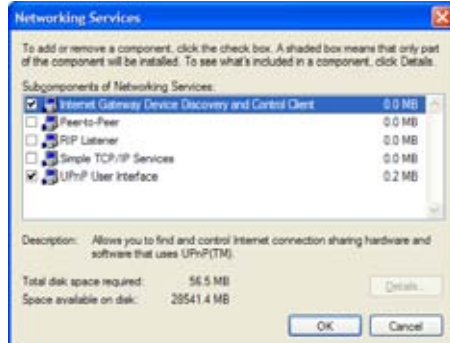 Networking Services
To add or remove a component, click the check box. A shaded box means that only part
of the component will be installed. To see what's included in a component, click Details.
Subcomponents of Networking Services:
Internet Gateway Device Discovery and Control Client 0.0 MB
Peer-to-Peer 0.0 MB
RIP Listener 0.0 MB
Simple TCP/IP Services 0.0 MB
UPnP User Interface 0.2 MB
Description: Allows you to find and control Internet connection sharing hardware and
software that uses UPnP(TM).
Total disk space required: 56.5 MB
Space available on disk: 28541.4 MB
Details...
OK Cancel